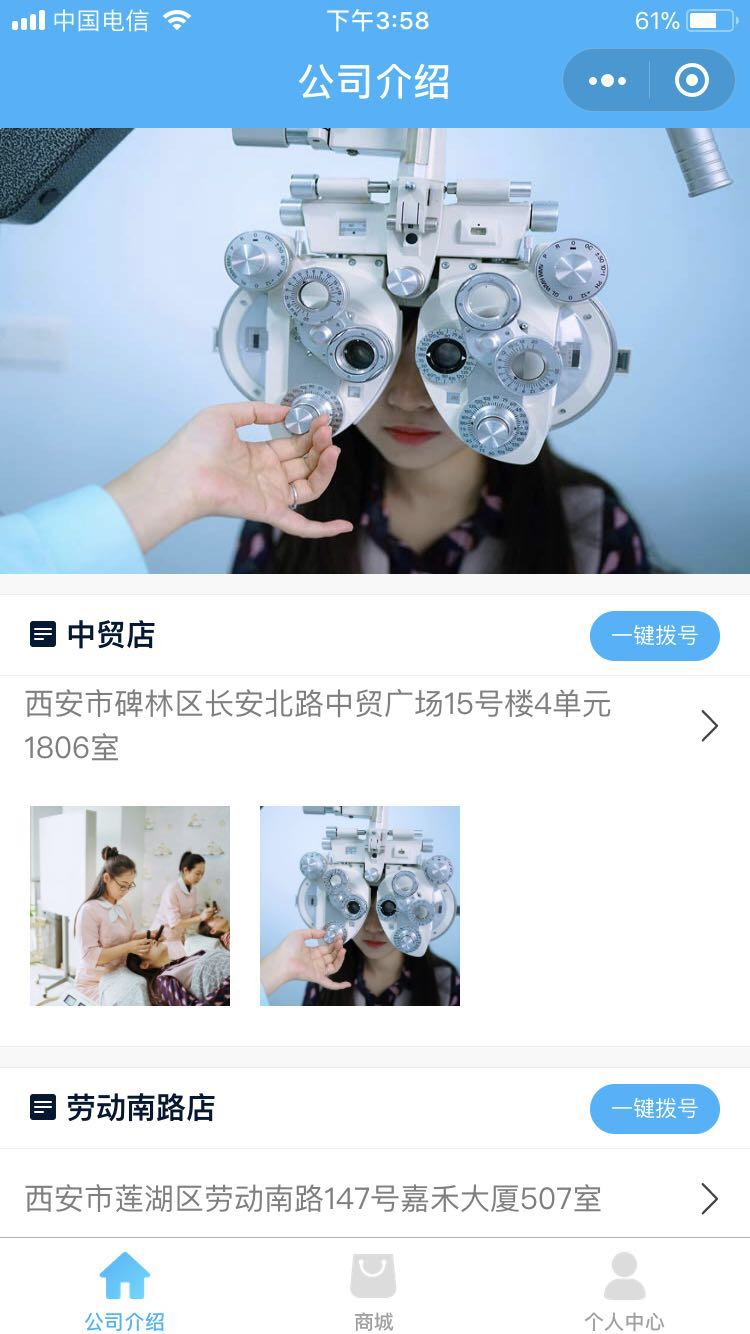 中国电信
下午3:58
61%
公司介绍
中贸店
一键拨号
西安市碑林区长安北路中贸广场15号楼4单元
1806室
劳动南路店
一键拨号
西安市莲湖区劳动南路147号嘉禾大厦507室
公司介绍
商城
个人中心